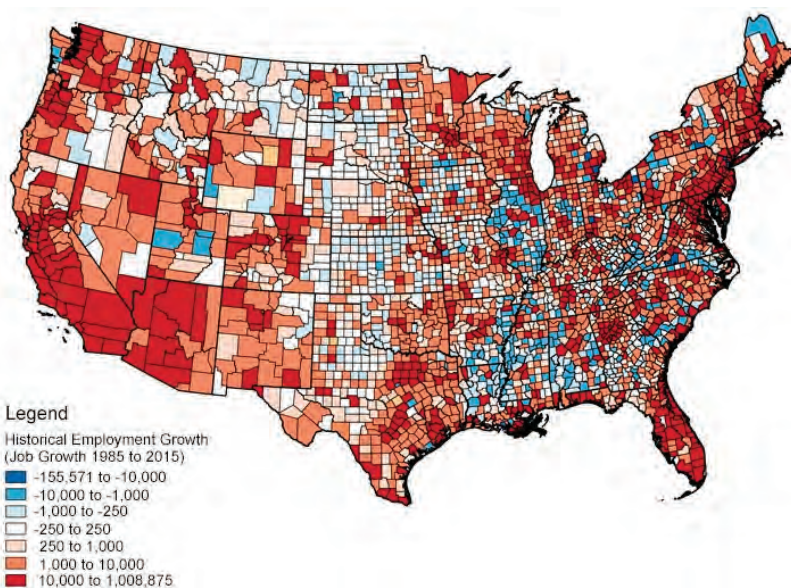 Legend
Historical Employment Growth
(Job Growth 1985 to 2015)
-155,571 to -10,000
-10,000 to -1,000
-1,000 to -250
-250 to 250
250 to 1,000
1,000 to 10,000
10,000 to 1,008,875